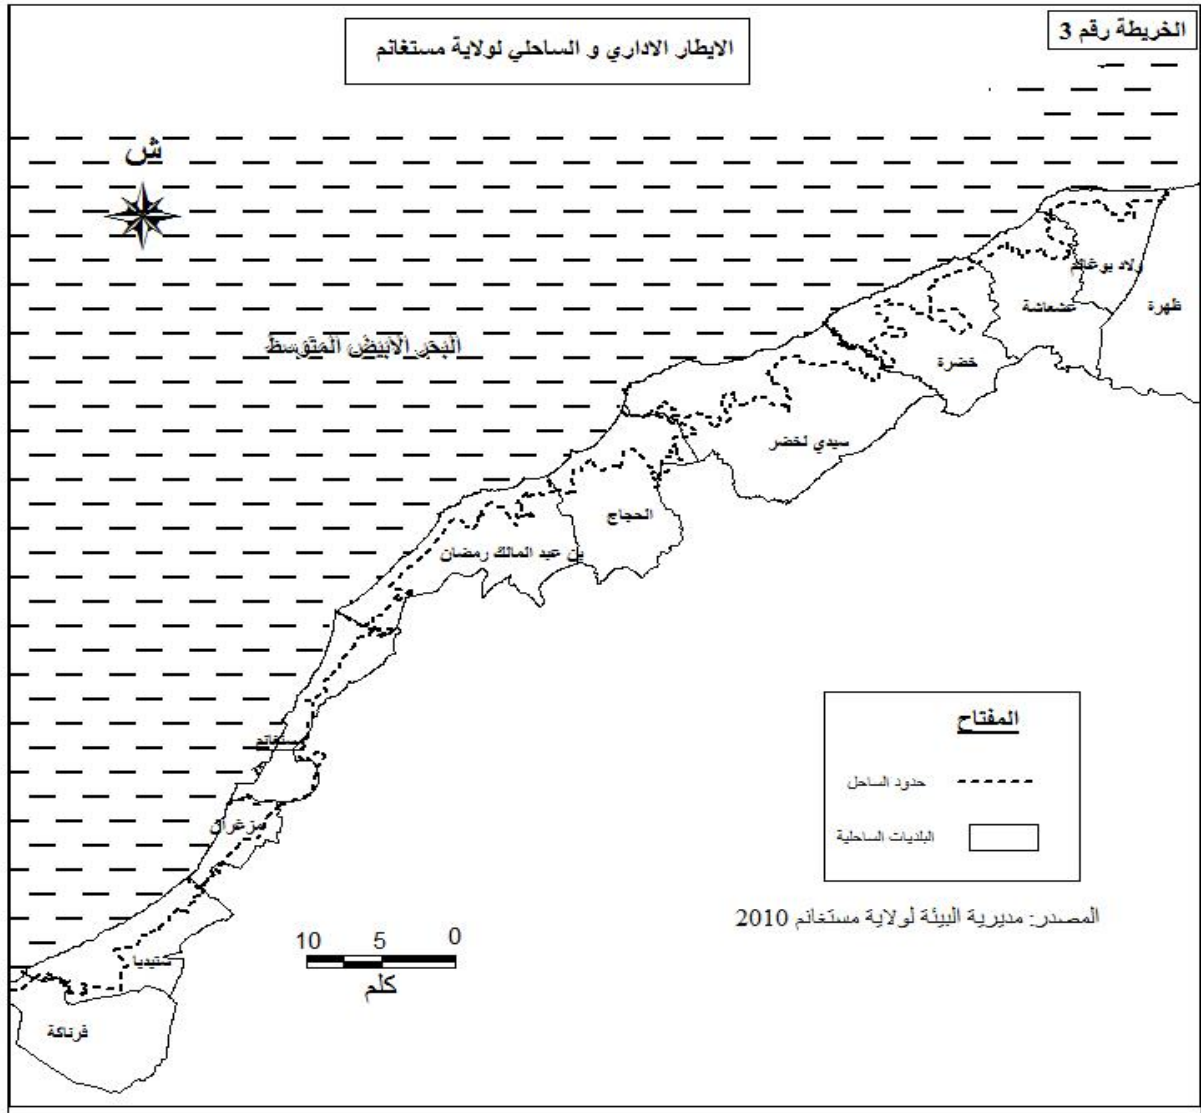 الخريطة رقم 3
الايطار الاداري و الساحلي لولاية مستغانم
ش
البحر الابيض المتوسط
ولاد بوغانم
ظهرة
عشعاشة
خضرة
سيدي لخضر
الحجاج
بن عبد المالك رمضان
مستغانم
مزغران
ستيديا
فرناكة
المفتاح
حدود الساحل
البلديات الساحلية
المصدر: مديرية البيئة لولاية مستغانم 2010
10 5 0
كلم